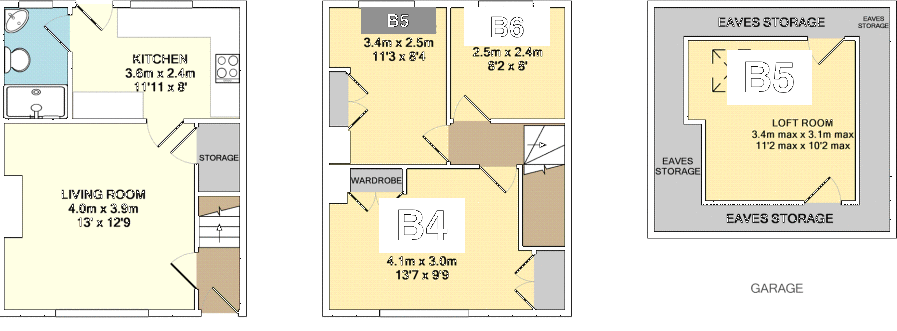 KITCHEN
3.6m x 2.4m
11'11 x 8'
STORAGE
LIVING ROOM
4.0m x 3.9m
13' x 12'9
B5
3.4m x 2.5m
11'3 x 8'4
B6
2.5m x 2.4m
8'2 x 8'
WARDROBE
B4
4.1m x 3.0m
13'7 x 9'9
EAVES STORAGE
EAVES
STORAGE
B5
LOFT ROOM
3.4m max x 3.1m max
11'2 max x 10'2 max
EAVES
STORAGE
EAVES STORAGE
GARAGE